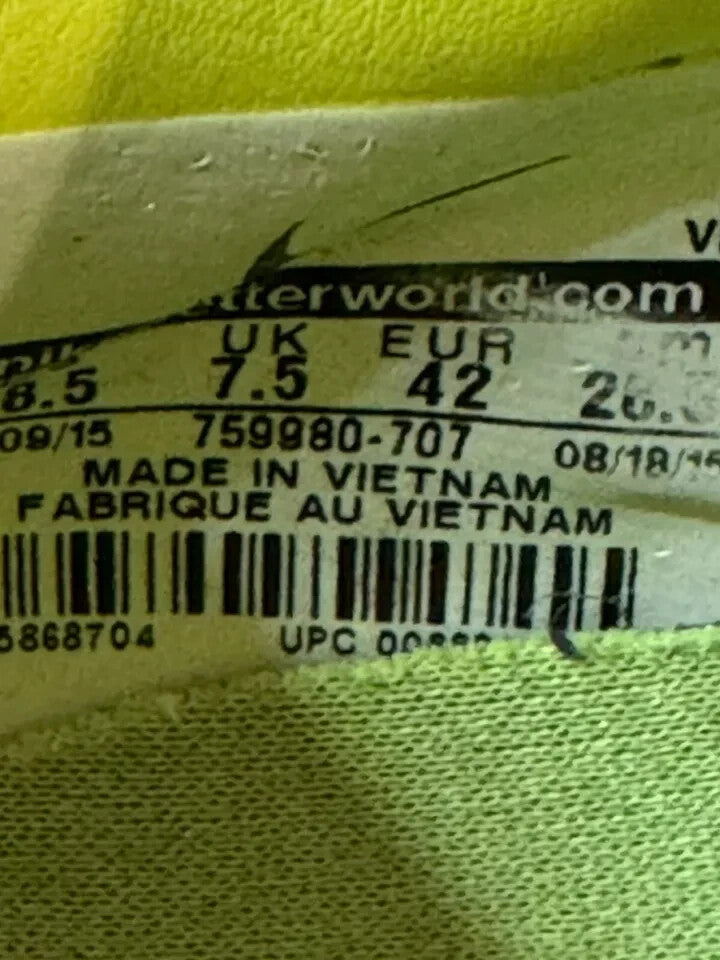 tterworld.com
UK EUR
8.5 7.5 42
09/15 759980-707 08/18/15
MADE IN VIETNAM
FABRIQUE AU VIETNAM
5868704 UPC